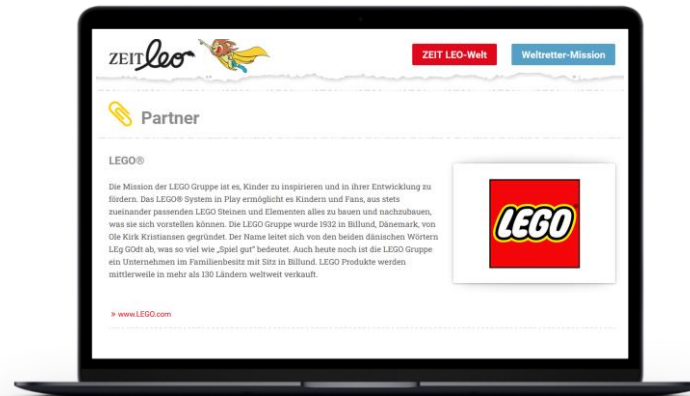 ZEIT leo
ZEIT LEO-Welt
Weltretter-Mission
Partner
LEGO®
Die Mission der LEGO Gruppe ist es, Kinder zu inspirieren und in ihrer Entwicklung zu
fördern. Das LEGO® System in Play ermöglicht es Kindern und Fans, aus stets
zueinander passenden LEGO Steinen und Elementen alles zu bauen und nachzubauen,
was sie sich vorstellen können. Die LEGO Gruppe wurde 1932 in Billund, Dänemark, von
Ole Kirk Kristiansen gegründet. Der Name leitet sich von den beiden dänischen Wörtern
LEg GOdt ab, was so viel wie „Spiel gut" bedeutet. Auch heute noch ist die LEGO Gruppe
ein Unternehmen im Familienbesitz mit Sitz in Billund. LEGO Produkte werden
mittlerweile in mehr als 130 Ländern weltweit verkauft.
LEGO
» www.LEGO.com